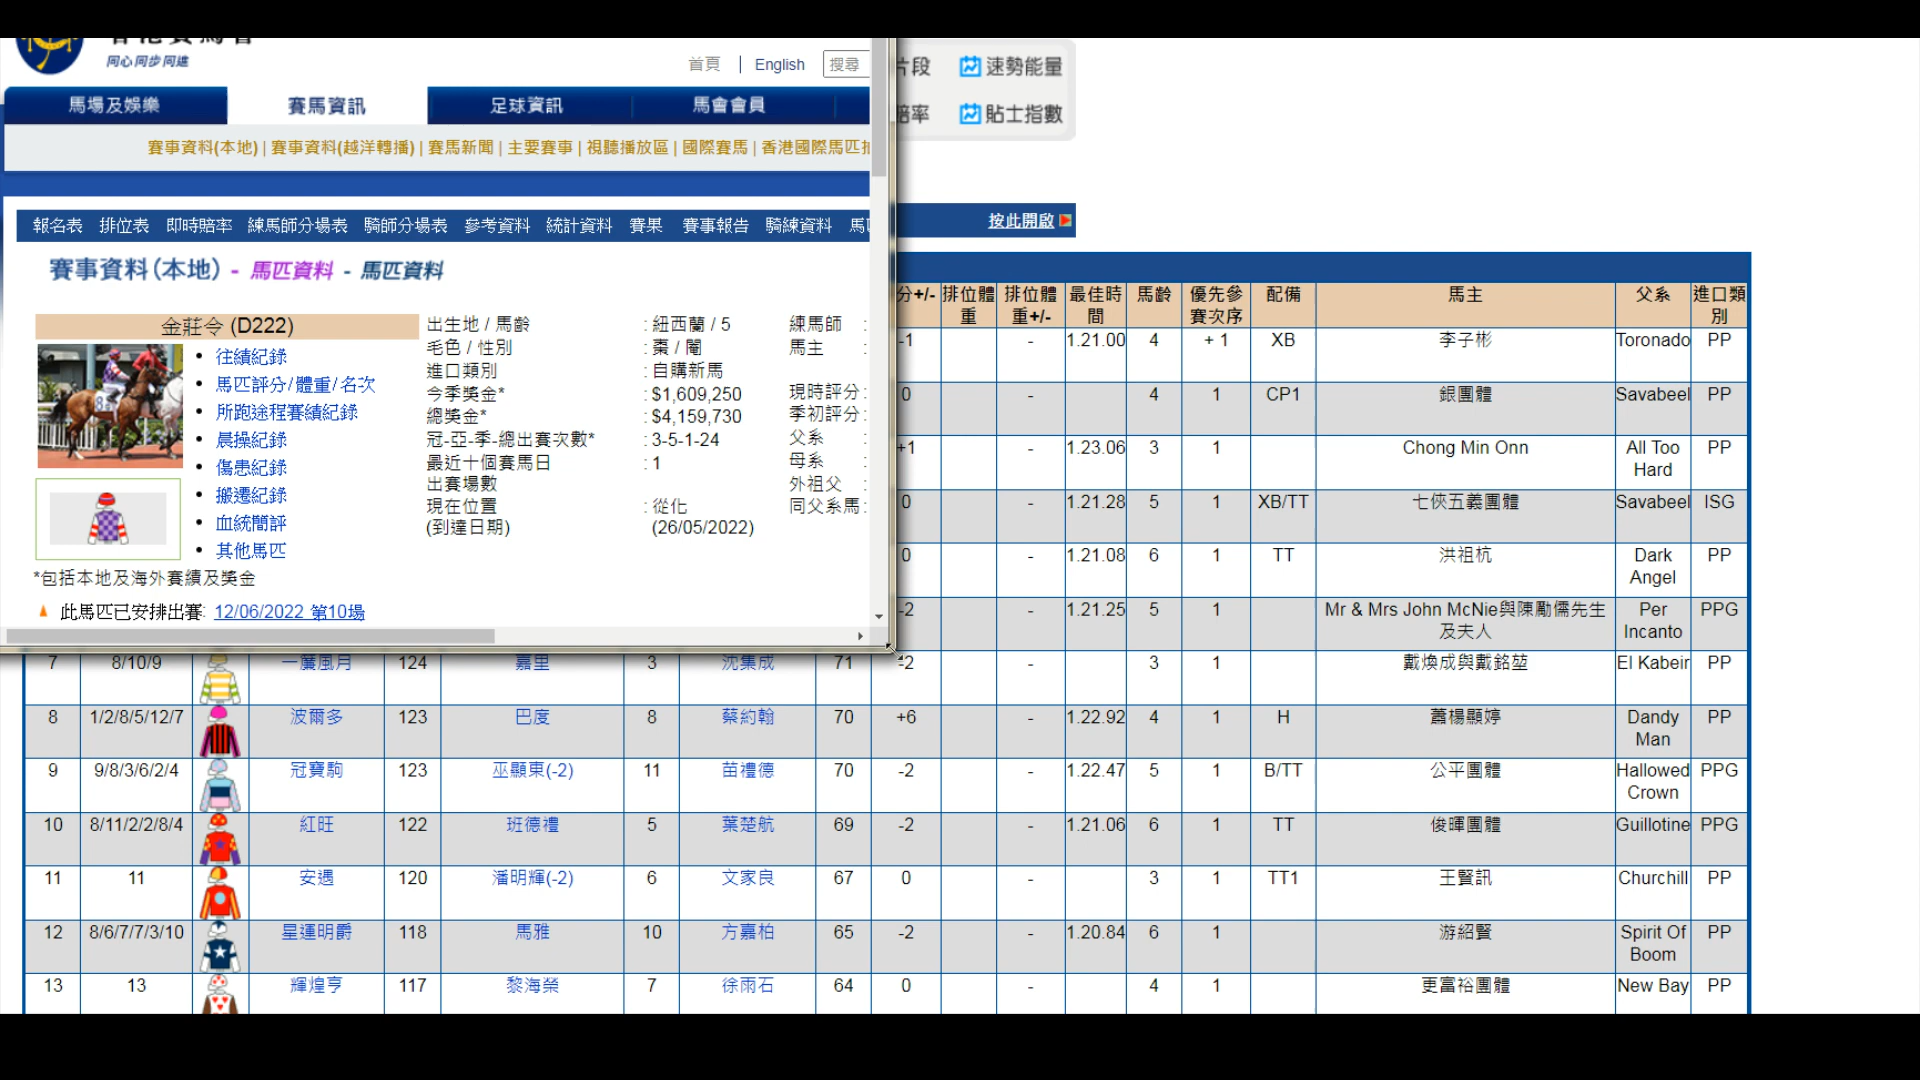 同心同步同進
首頁 | English 搜尋
馬場及娛樂 賽馬資訊 足球資訊 馬會會員
賽事資料(本地) | 賽事資料(越洋轉播) | 賽馬新聞 | 主要賽事 | 視聽播放區 | 國際賽馬 | 香港國際馬匹拍
報名表 排位表 即時賠率 練馬師分場表 騎師分場表 參考資料 統計資料 賽果 賽事報告 騎練資料 馬匹
賽事資料(本地) - 馬匹資料 - 馬匹資料
金莊令 (D222)
往績紀錄
馬匹評分/體重/名次
所跑途程賽績紀錄
晨操紀錄
傷患紀錄
搬遷紀錄
血統簡評
其他馬匹
出生地 / 馬齡 : 紐西蘭 / 5
毛色 / 性別 : 棗 / 閹
進口類別 : 自購新馬
今季獎金* : $1,609,250
總獎金* : $4,159,730
冠-亞-季-總出賽次數* : 3-5-1-24
最近十個賽馬日 : 1
出賽場數
現在位置 : 從化
(到達日期) (26/05/2022)
練馬師 :
馬主 :
現時評分:
季初評分:
父系 :
母系 :
外祖父 :
同父系馬:
*包括本地及海外賽績及獎金
此馬匹已安排出賽: 12/06/2022 第10場
片段 速勢能量
賠率 貼士指數
按此開啟
分+/- 排位體重 排位體重+/- 最佳時間 馬齡 優先參賽次序 配備 馬主 父系 進口類別
-1 - 1.21.00 4 + 1 XB 李子彬 Toronado PP
0 - 4 1 CP1 銀團體 Savabeel PP
+1 - 1.23.06 3 1 Chong Min Onn All Too Hard PP
0 - 1.21.28 5 1 XB/TT 七俠五義團體 Savabeel ISG
0 - 1.21.08 6 1 TT 洪祖杭 Dark Angel PP
-2 - 1.21.25 5 1 Mr & Mrs John McNie與陳勵儒先生及夫人 Per Incanto PPG
7 8/10/9 一簾風月 124 嘉里 3 沈集成 71 -2 - 3 1 戴煥成與戴銘堃 El Kabeir PP
8 1/2/8/5/12/7 波爾多 123 巴度 8 蔡約翰 70 +6 - 1.22.92 4 1 H 蕭楊顯婷 Dandy Man PP
9 9/8/3/6/2/4 冠寶駒 123 巫顯東(-2) 11 苗禮德 70 -2 - 1.22.47 5 1 B/TT 公平團體 Hallowed Crown PPG
10 8/11/2/2/8/4 紅旺 122 班德禮 5 葉楚航 69 -2 - 1.21.06 6 1 TT 俊暉團體 Guillotine PPG
11 11 安遇 120 潘明輝(-2) 6 文家良 67 0 - 3 1 TT1 王賢訊 Churchill PP
12 8/6/7/7/3/10 星運明爵 118 馬雅 10 方嘉柏 65 -2 - 1.20.84 6 1 游紹賢 Spirit Of Boom PP
13 13 輝煌亨 117 黎海榮 7 徐雨石 64 0 - 4 1 更富裕團體 New Bay PP